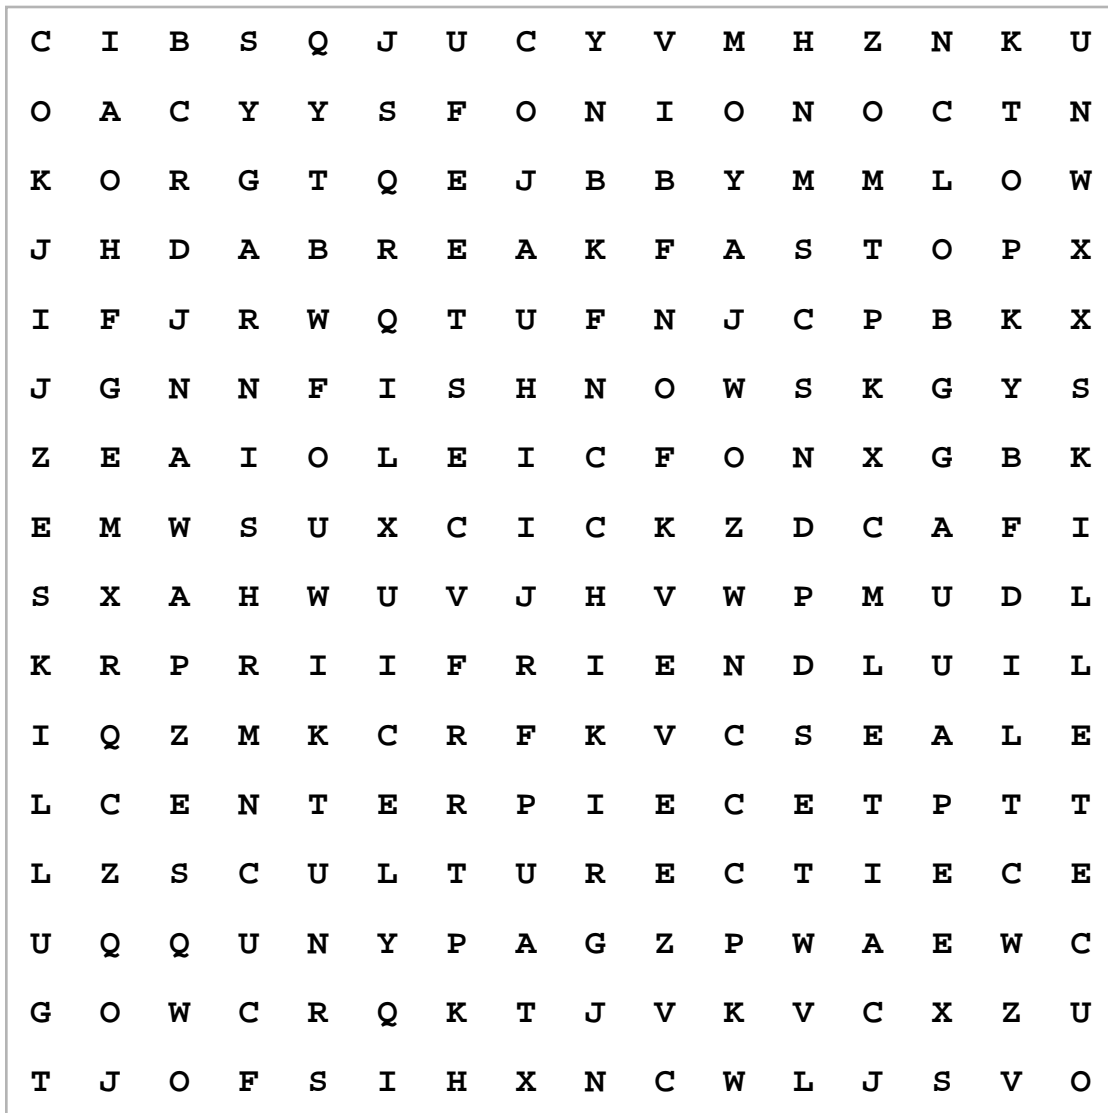 C I B S Q J U C Y V M H Z N K U
O A C Y Y S F O N I O N O C T N
K O R G T Q E J B B Y M M L O W
J H D A B R E A K F A S T O P X
I F J R W Q T U F N J C P B K X
J G N N F I S H N O W S K G Y S
Z E A I O L E I C F O N X G B K
E M W S U X C I C K Z D C A F I
S X A H W U V J H V W P M U D L
K R P R I I F R I E N D L U I L
I Q Z M K C R F K V C S E A L E
L C E N T E R P I E C E T P T T
L Z S C U L T U R E C T I E C E
U Q Q U N Y P A G Z P W A E W C
G O W C R Q K T J V K V C X Z U
T J O F S I H X N C W L J S V O